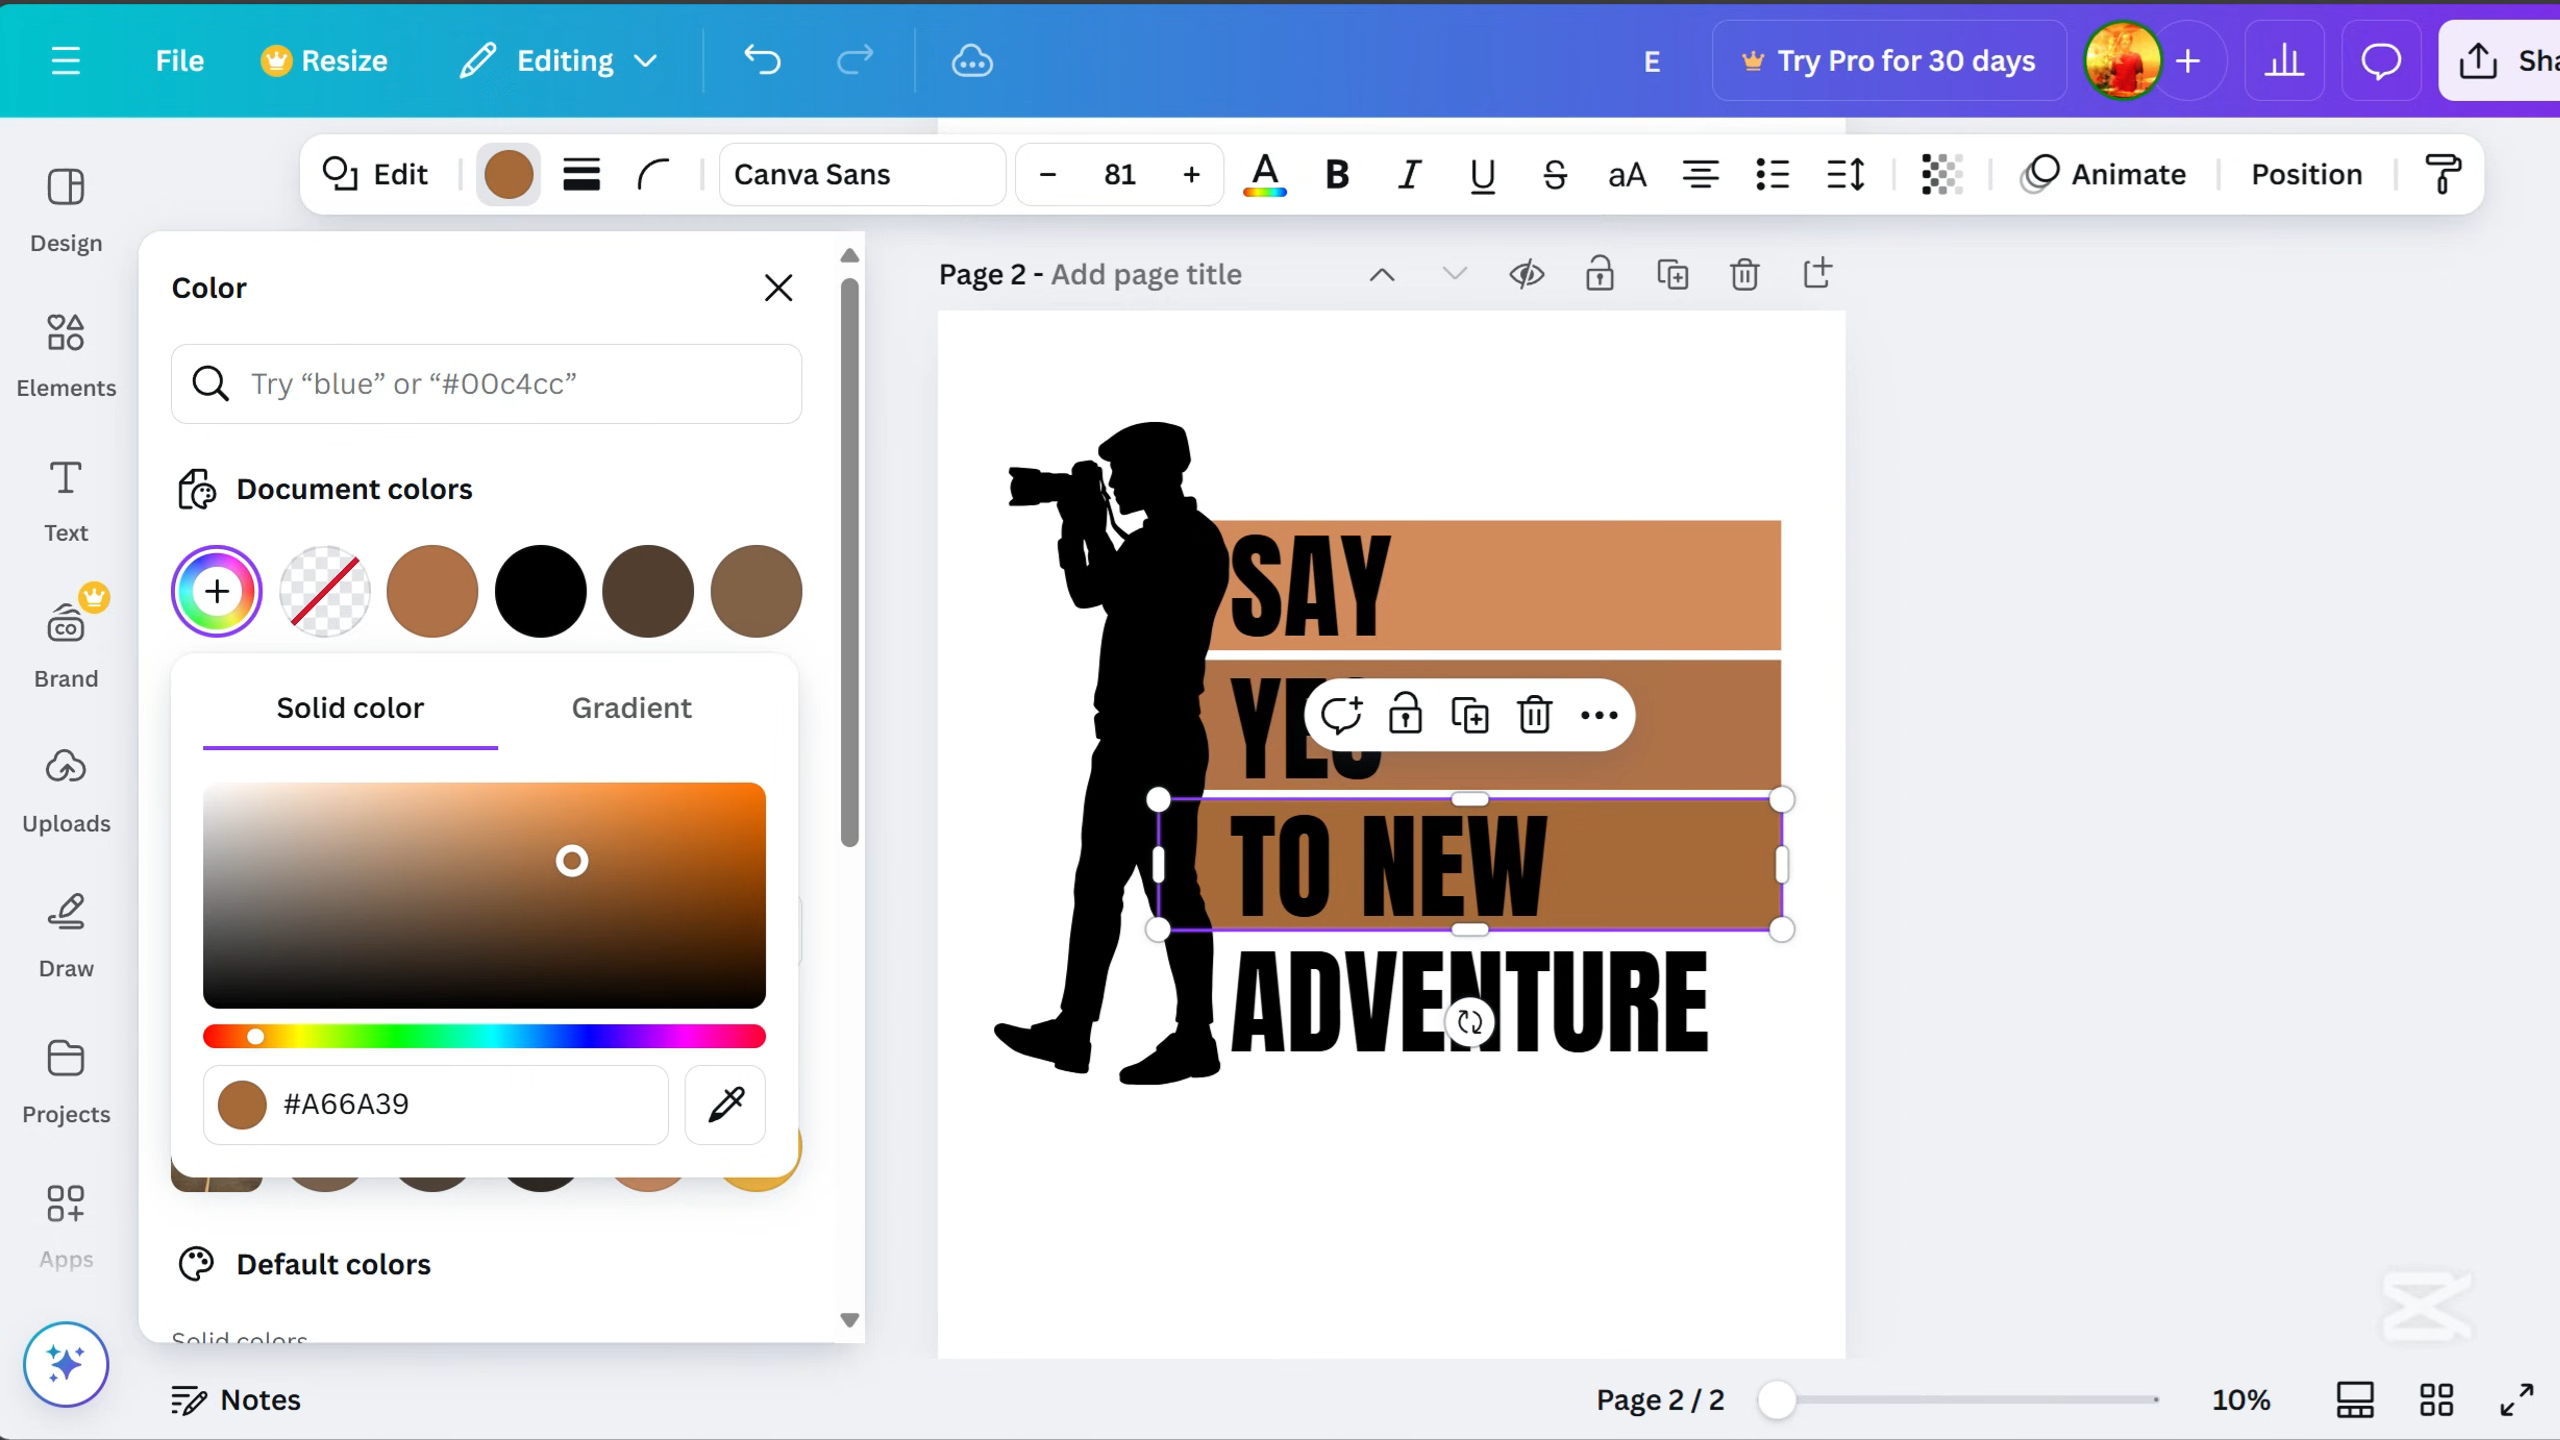 File Resize Editing E Try Pro for 30 days
Edit Canva Sans - 81 + A B I U S aA Animate Position
Design
Elements
Text
CO
Brand
Uploads
Draw
Projects
Apps
Color
Try “blue” or “#00c4cc”
Document colors
Solid color Gradient
#A66A39
Default colors
Solid colors
Page 2 - Add page title
SAY
TO NEW
ADVENTURE
Notes
Page 2 / 2 10%